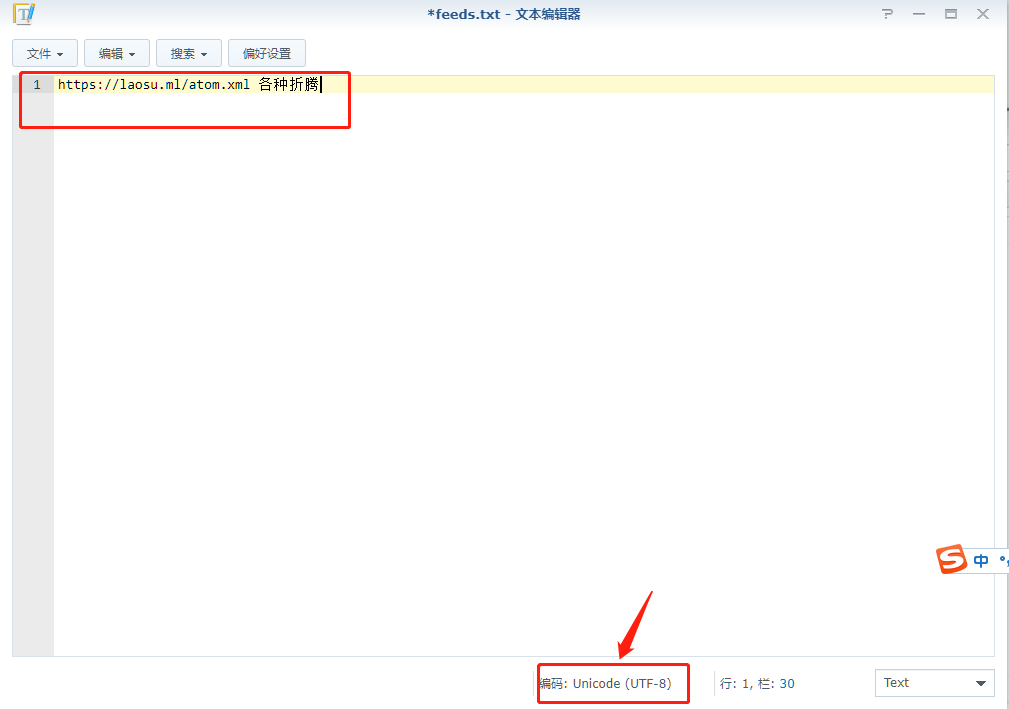 *feeds.txt - 文本编辑器
文件 编辑 搜索 偏好设置
1 https://laosu.ml/atom.xml 各种折腾
中
编码: Unicode (UTF-8) 行: 1, 栏: 30 Text